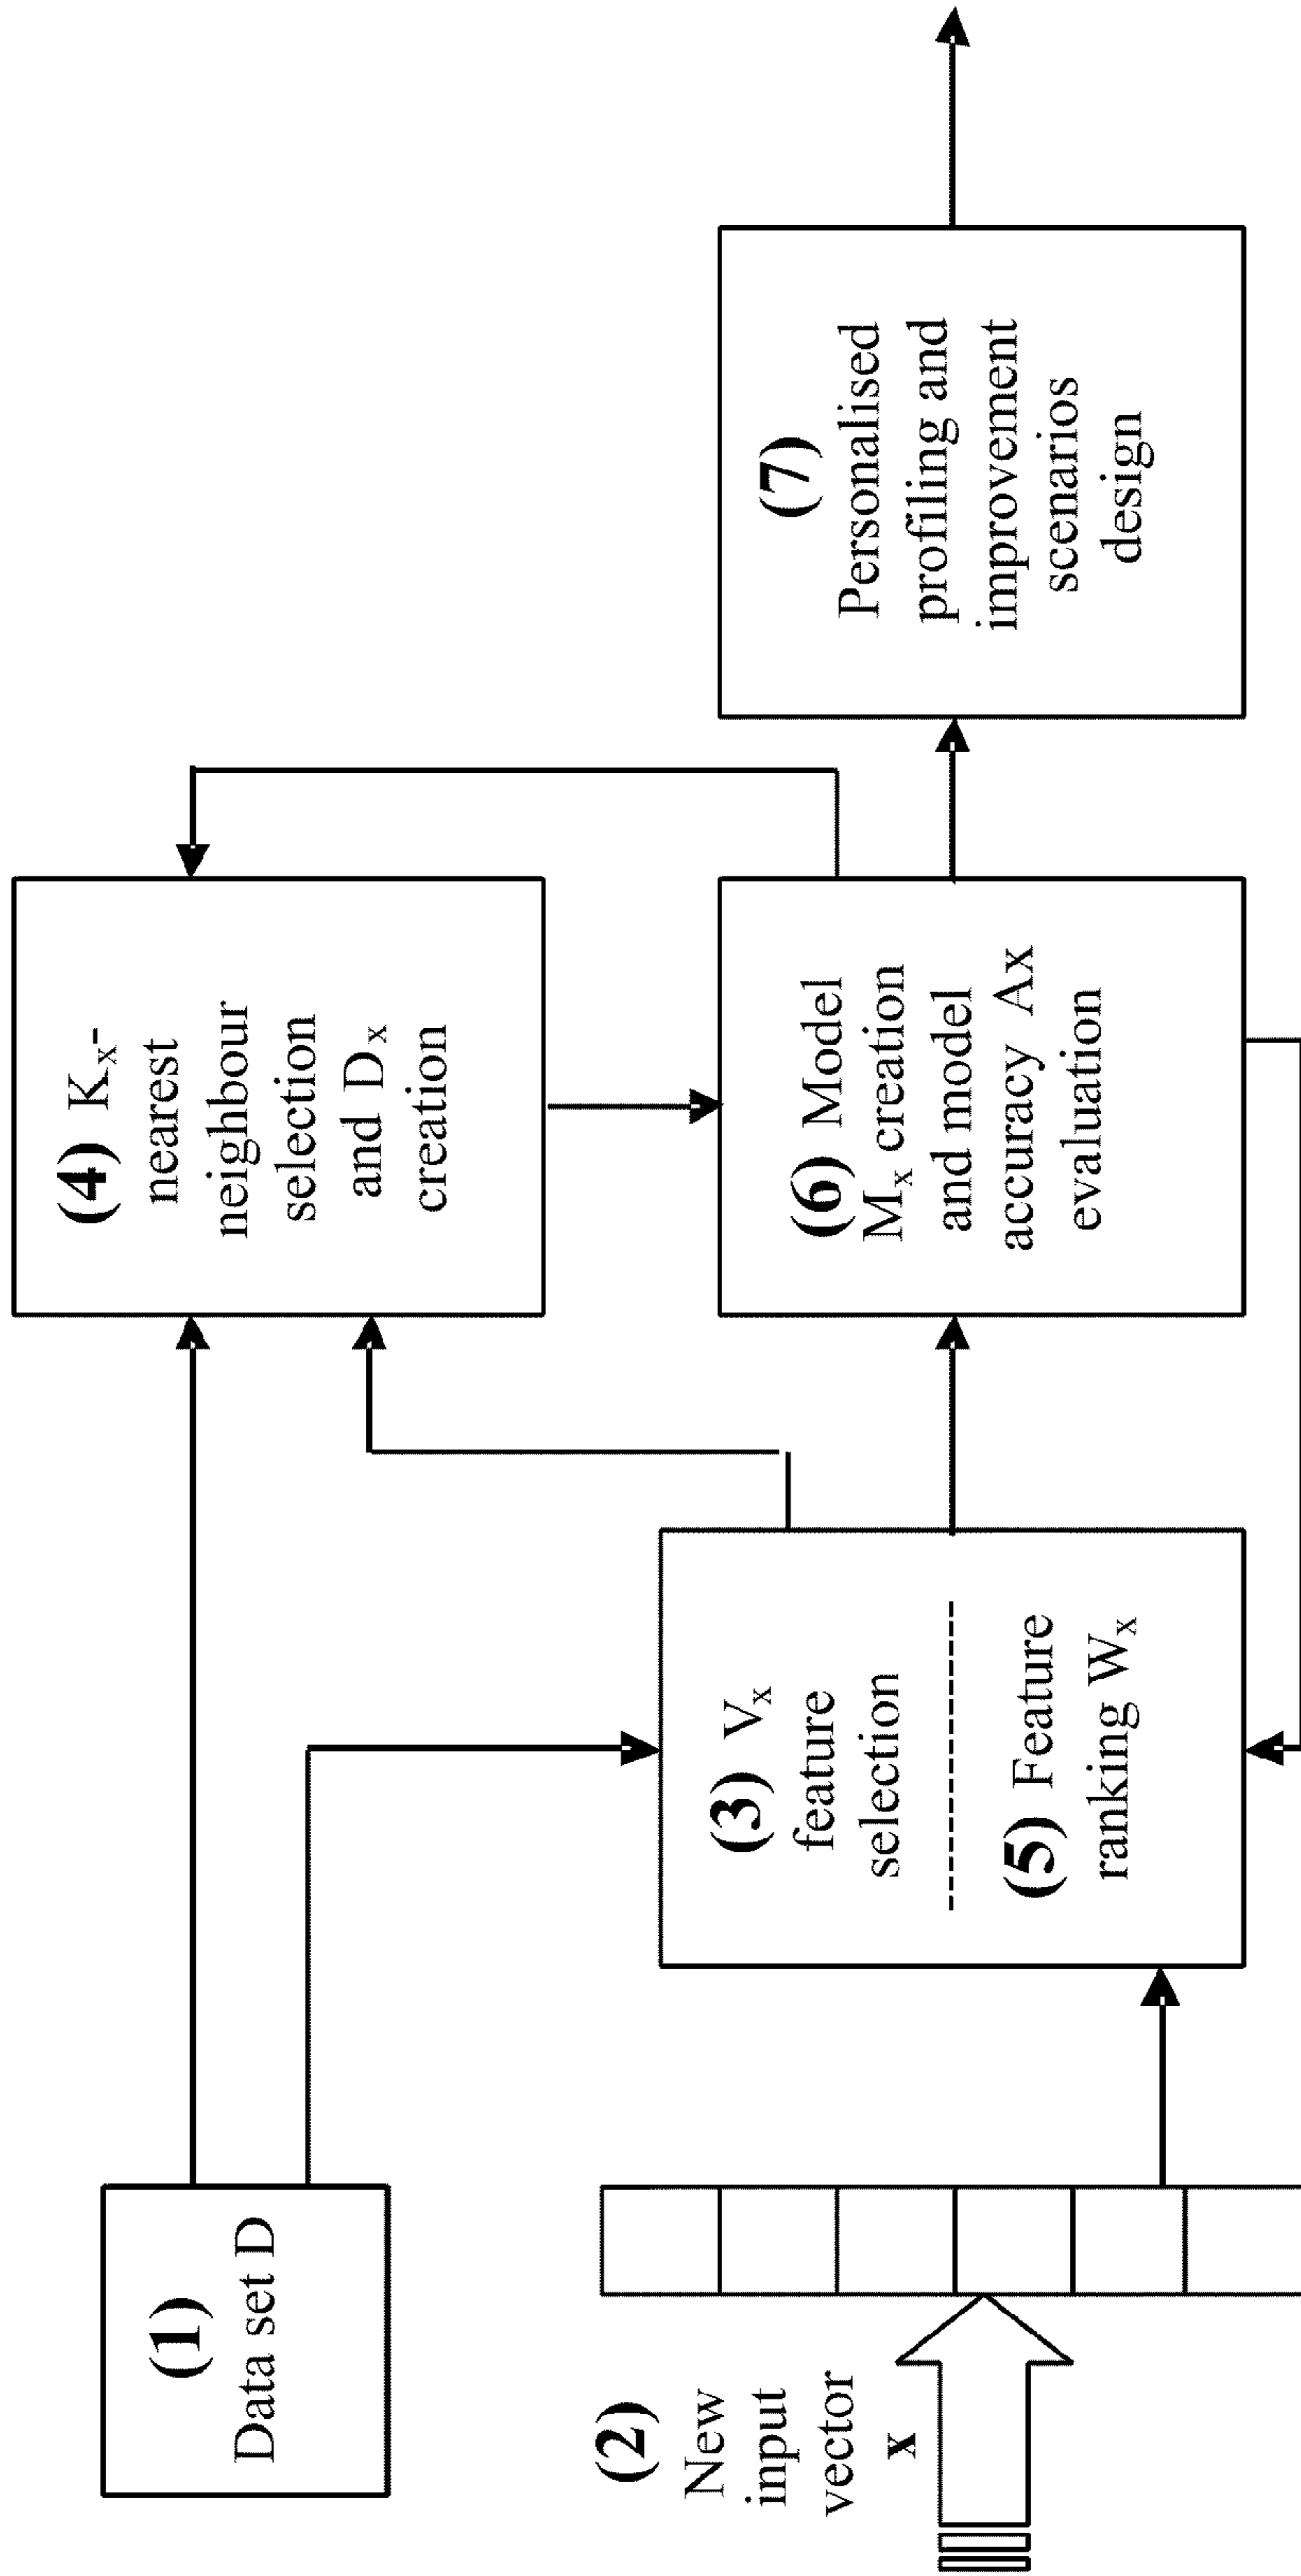 (1)
Data set D
(2)
New
input
vector
x
(3) Vₓ
feature
selection
(5) Feature
ranking Wₓ
(4) Kₓ-
nearest
neighbour
selection
and Dₓ
creation
(6) Model
Mₓ creation
and model
accuracy Ax
evaluation
(7)
Personalised
profiling and
improvement
scenarios
design